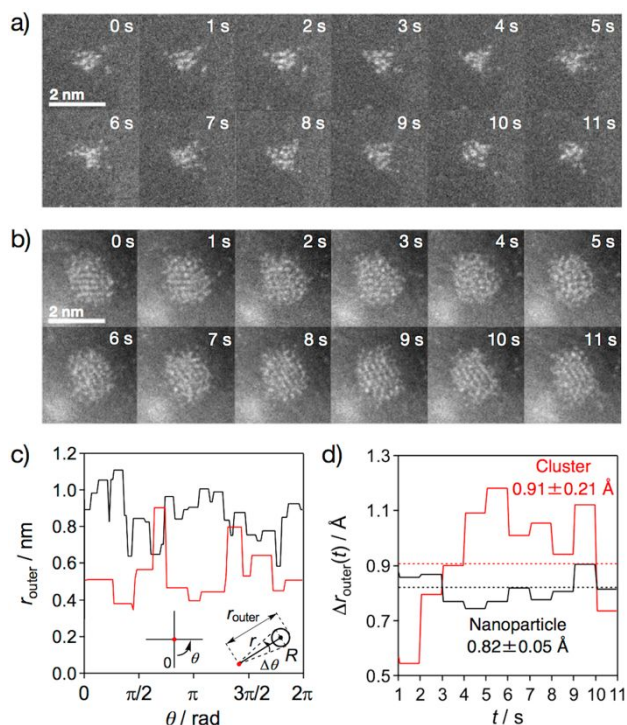 a)
0 s 1 s 2 s 3 s 4 s 5 s
2 nm
6 s 7 s 8 s 9 s 10 s 11 s
b)
0 s 1 s 2 s 3 s 4 s 5 s
2 nm
6 s 7 s 8 s 9 s 10 s 11 s
c)
1.2
1.0
0.8
0.6
0.4
0.2
0.0
r_outer / nm
r_outer
r
R
Δθ
0
θ
0 π/2 π 3π/2 2π
θ / rad
d)
1.3
1.1
0.9
0.7
0.5
Δr_outer(t) / Å
Cluster
0.91±0.21 Å
Nanoparticle
0.82±0.05 Å
1 2 3 4 5 6 7 8 9 10 11
t / s